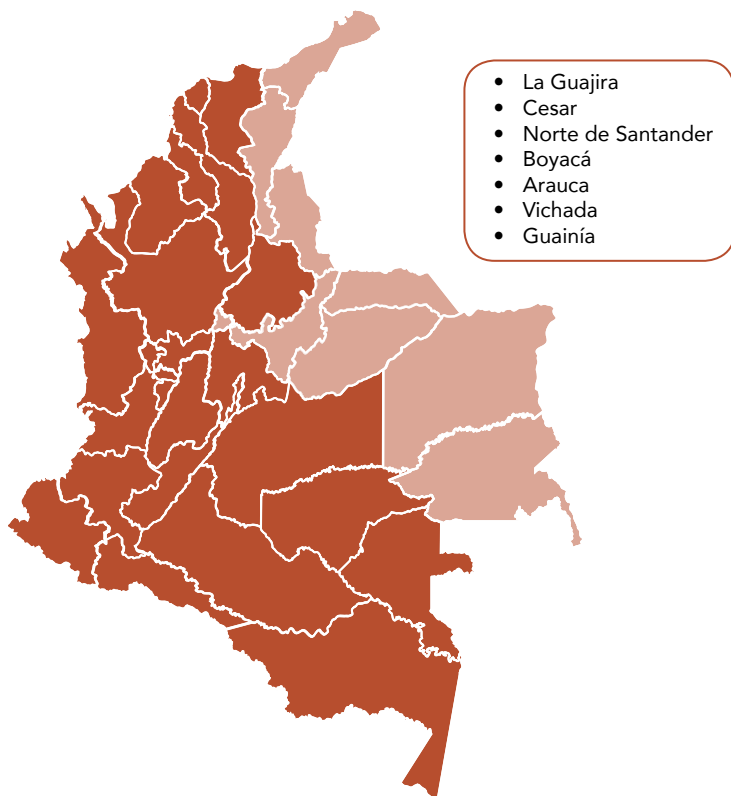 • La Guajira
• Cesar
• Norte de Santander
• Boyacá
• Arauca
• Vichada
• Guainía